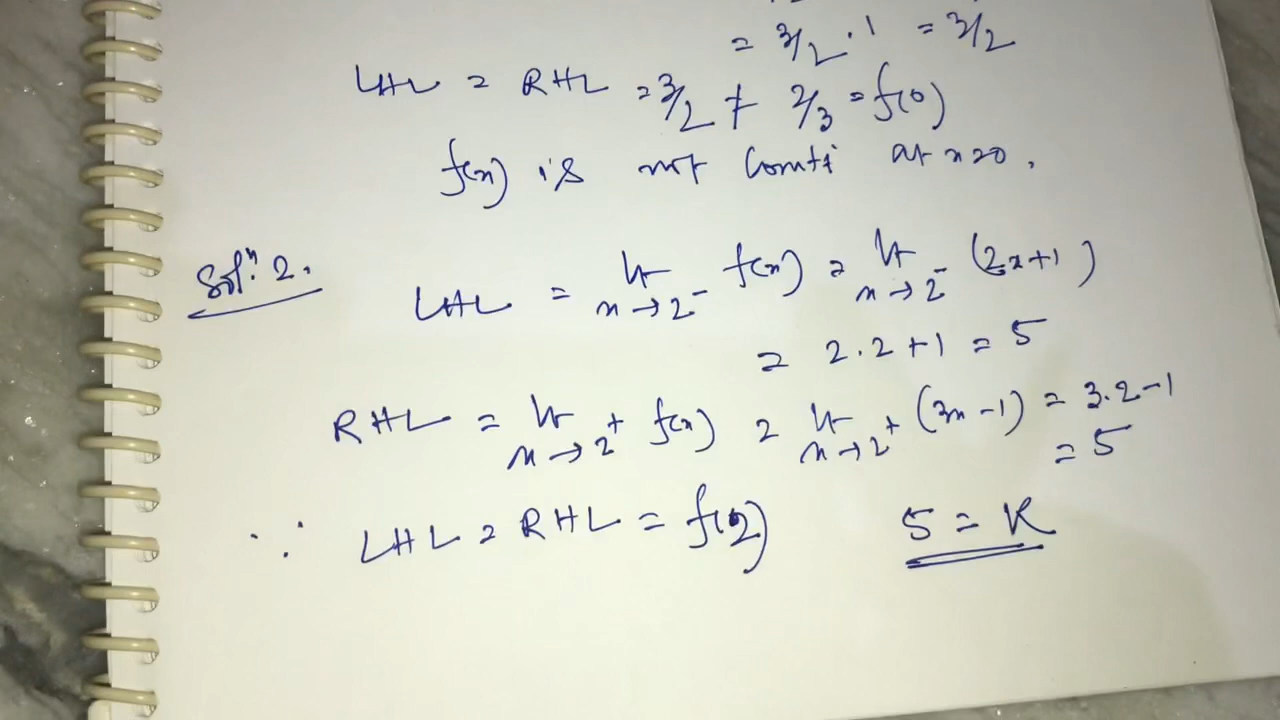 = 3/2 · 1 = 3/2
LHL = RHL = 3/2 ≠ 2/3 = f(0)
f(x) is not conti at x=0.
Solⁿ: 2. LHL = lt x→2⁻ f(x) = lt x→2⁻ (2x+1)
= 2·2+1 = 5
RHL = lt x→2⁺ f(x) = lt x→2⁺ (3x-1) = 3·2-1
= 5
∵ LHL = RHL = f(2) 5 = K